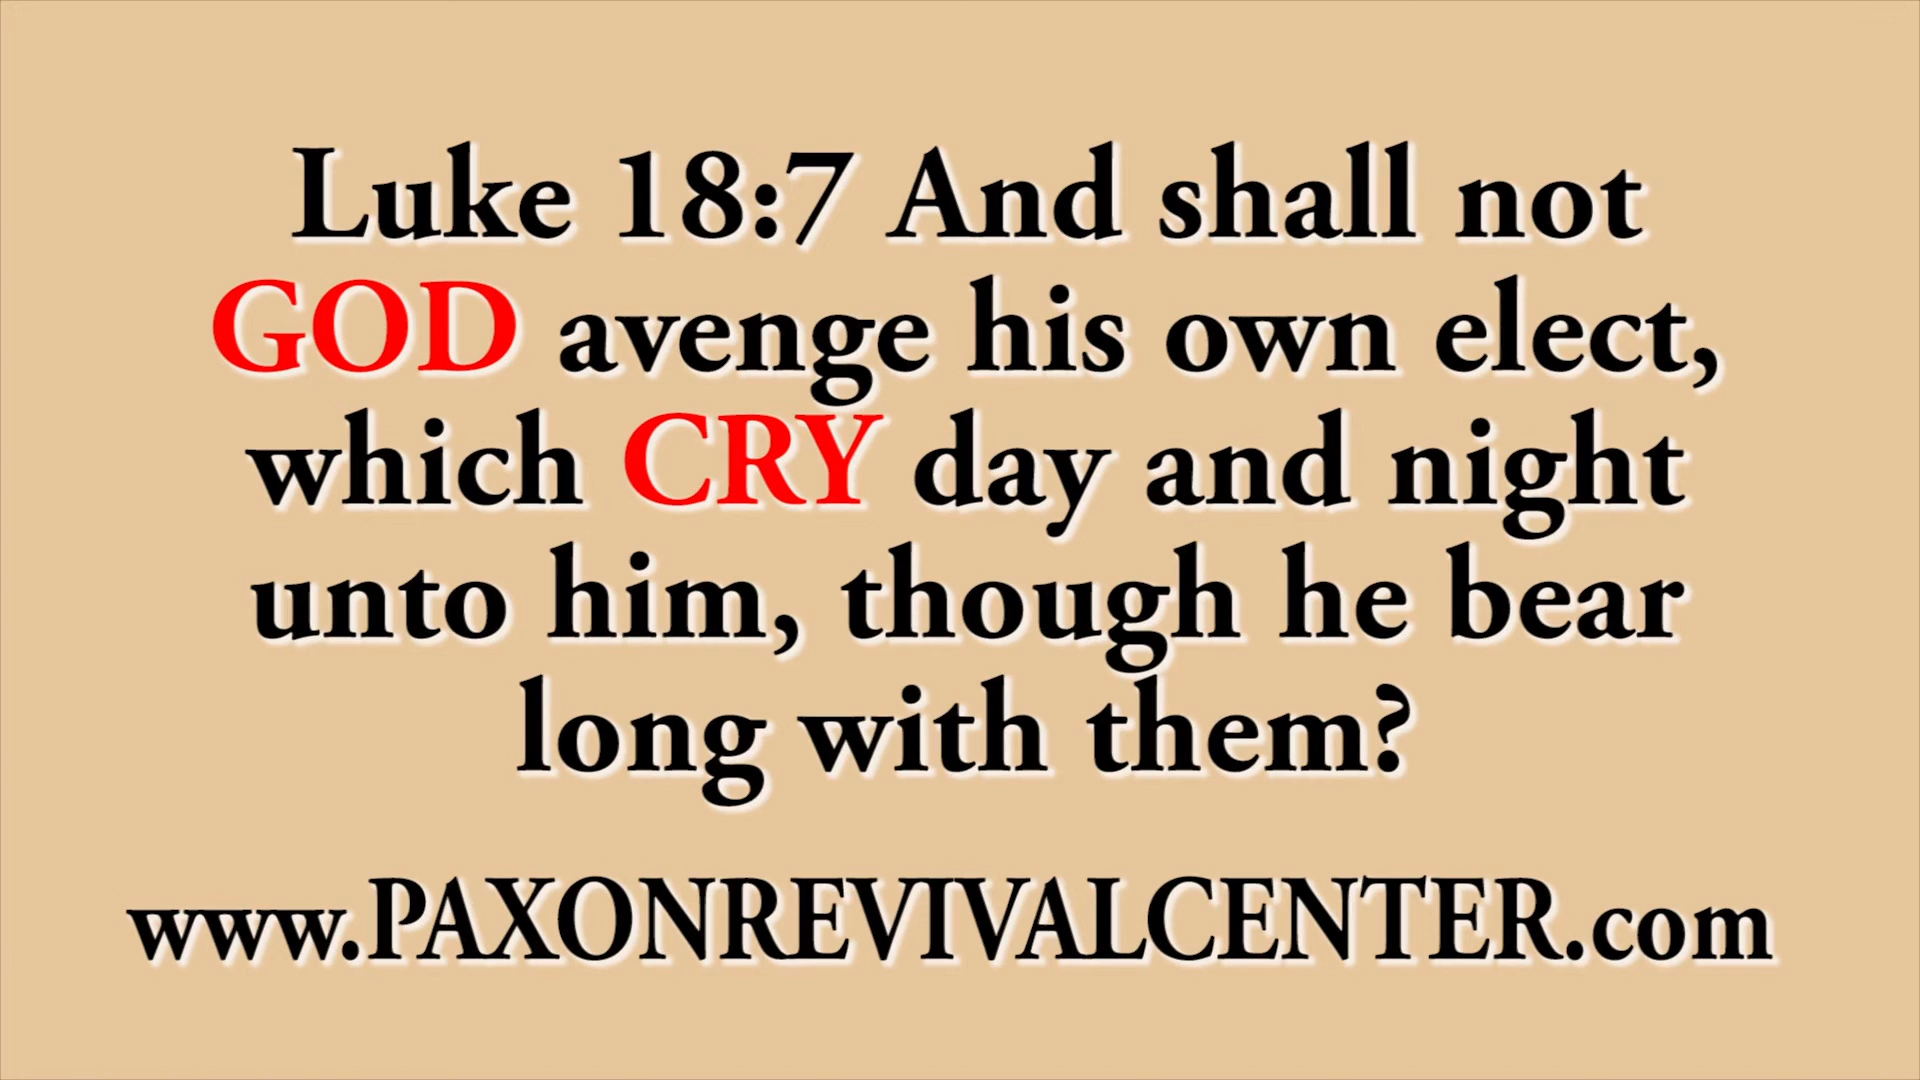 Luke 18:7 And shall not
GOD avenge his own elect,
which CRY day and night
unto him, though he bear
long with them?
www.PAXONREVIVALCENTER.com